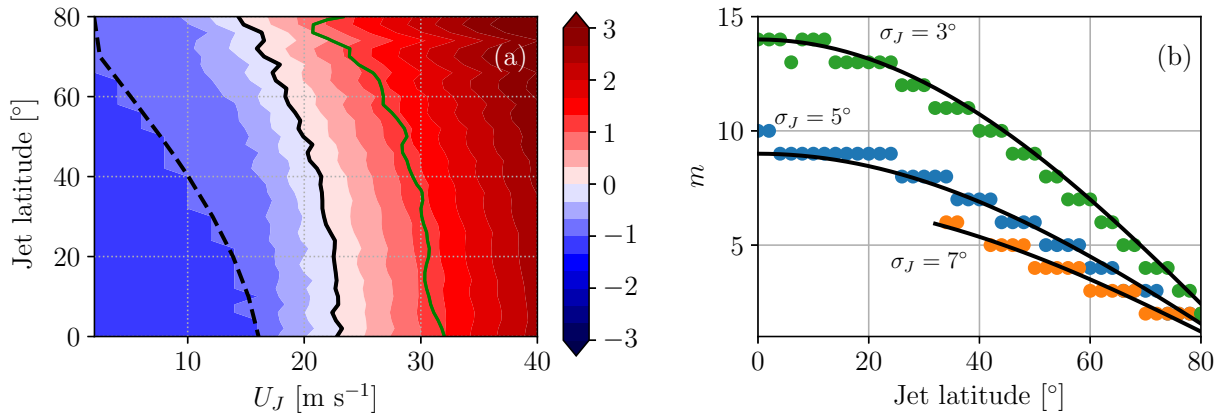 (a)
80
60
40
20
0
Jet latitude [°]
10
20
30
40
U_J [m s⁻¹]
3
2
1
0
−1
−2
−3
(b)
σ_J = 3°
σ_J = 5°
σ_J = 7°
15
10
5
m
0
20
40
60
80
Jet latitude [°]